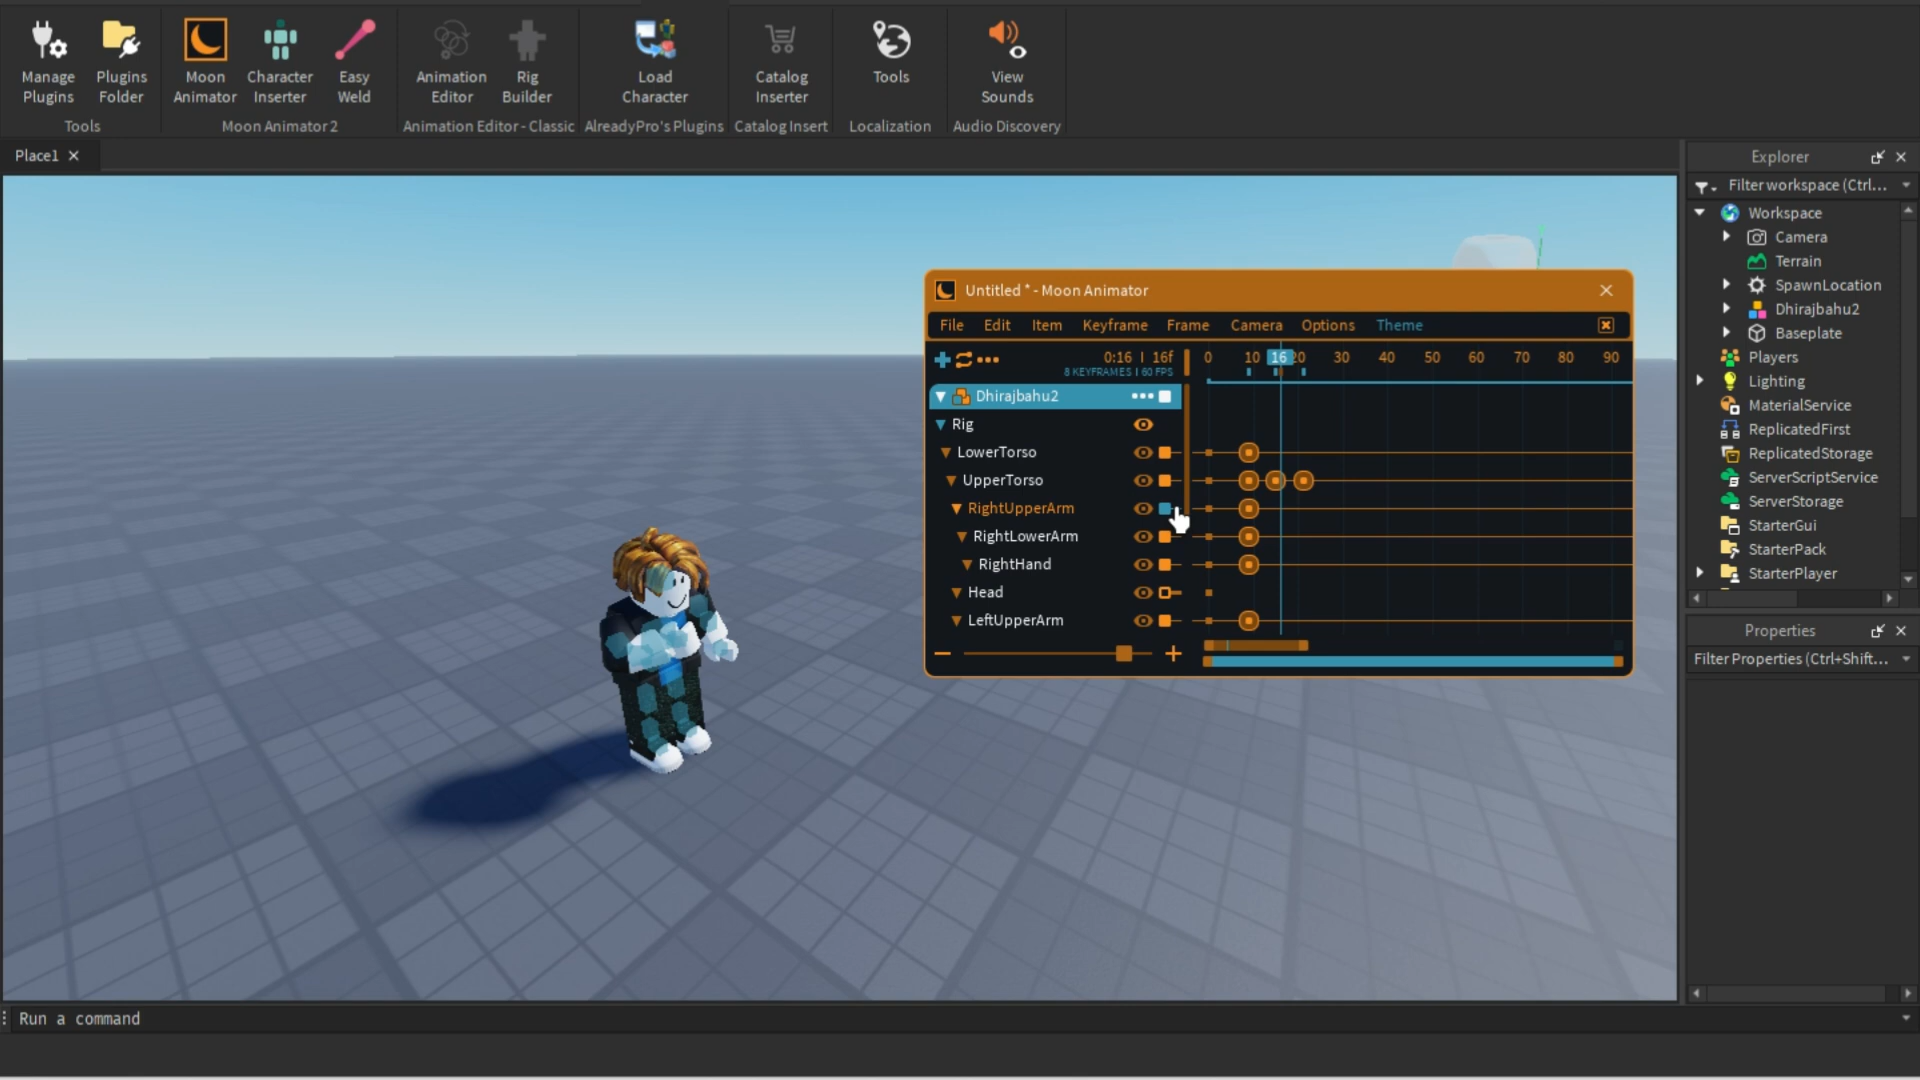 Manage Plugins
Plugins Folder
Moon Animator
Character Inserter
Easy Weld
Animation Editor
Rig Builder
Load Character
Catalog Inserter
Tools
View Sounds
Tools
Moon Animator 2
Animation Editor - Classic
AlreadyPro's Plugins
Catalog Insert
Localization
Audio Discovery
Place1
Untitled * - Moon Animator
File Edit Item Keyframe Frame Camera Options Theme
0:16 | 16f
8 KEYFRAMES | 60 FPS
0 10 16 20 30 40 50 60 70 80 90
Dhirajbahu2
Rig
LowerTorso
UpperTorso
RightUpperArm
RightLowerArm
RightHand
Head
LeftUpperArm
Explorer
Filter workspace (Ctrl...
Workspace
Camera
Terrain
SpawnLocation
Dhirajbahu2
Baseplate
Players
Lighting
MaterialService
ReplicatedFirst
ReplicatedStorage
ServerScriptService
ServerStorage
StarterGui
StarterPack
StarterPlayer
Properties
Filter Properties (Ctrl+Shift...
Run a command